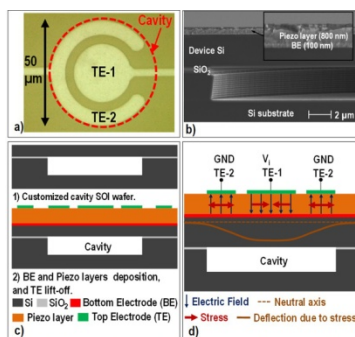 Cavity
50 µm
TE-1
TE-2
a)
Piezo layer (800 nm)
BE (100 nm)
Device Si
SiO2
Si substrate
2 µm
b)
1) Customized cavity SOI wafer.
Cavity
2) BE and Piezo layers deposition,
and TE lift-off.
Si SiO2 Bottom Electrode (BE)
Piezo layer Top Electrode (TE)
c)
GND Vi GND
TE-2 TE-1 TE-2
Cavity
Electric Field Neutral axis
Stress Deflection due to stress
d)